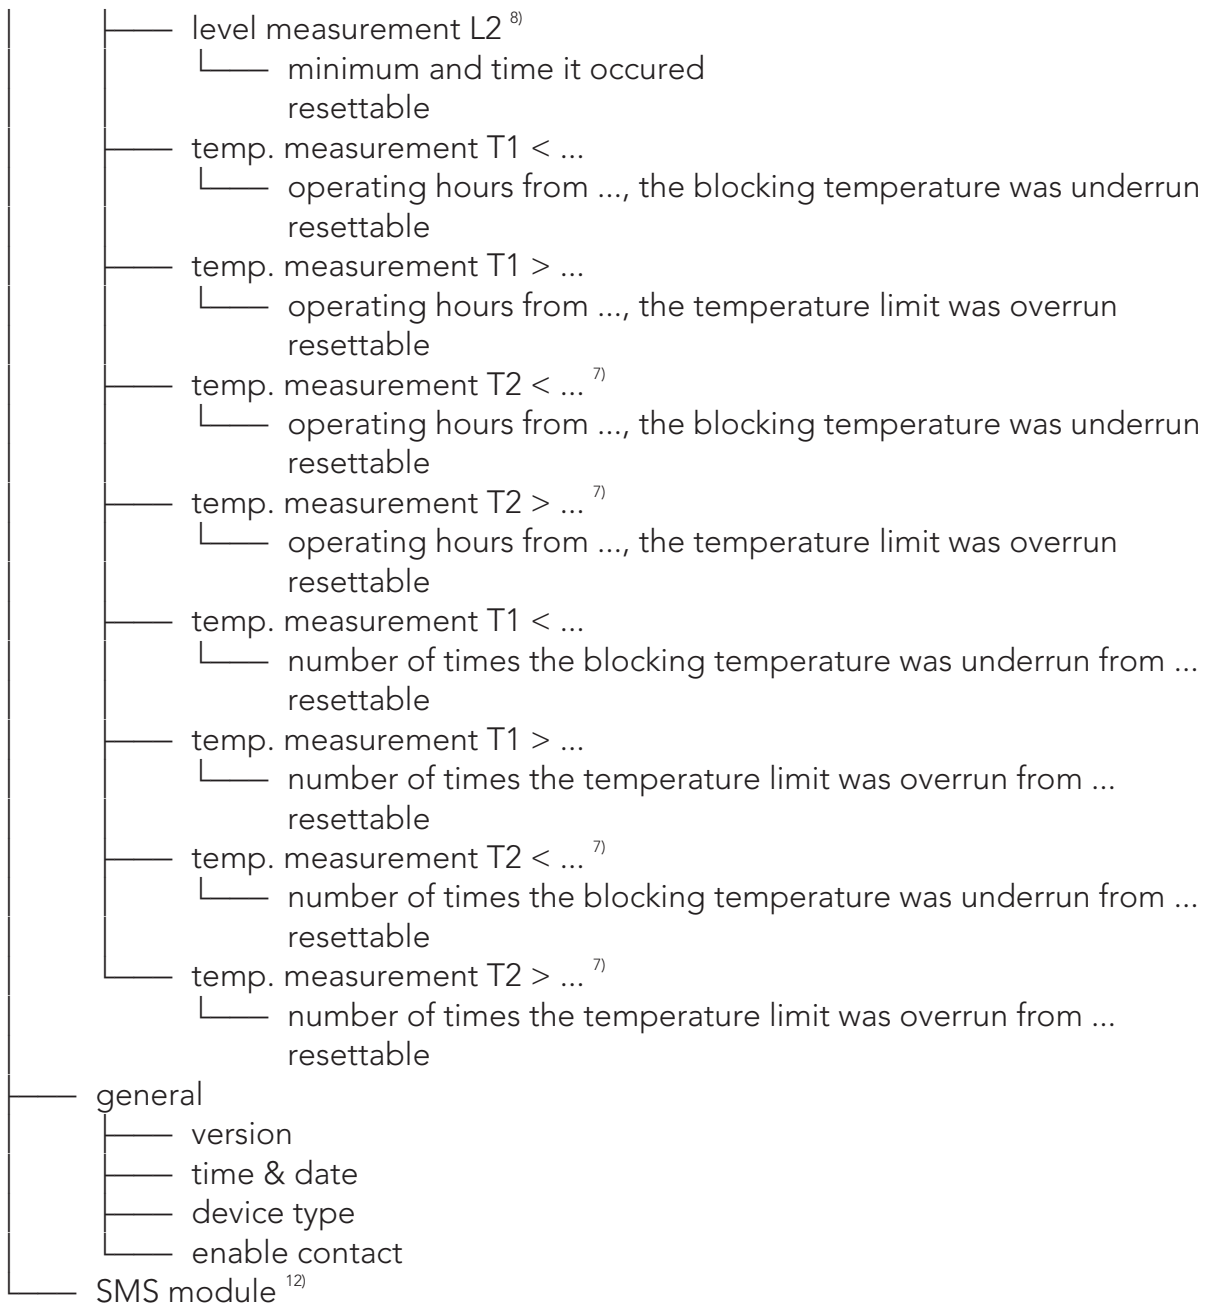 level measurement L2 8)
minimum and time it occured
resettable
temp. measurement T1 < ...
operating hours from ..., the blocking temperature was underrun
resettable
temp. measurement T1 > ...
operating hours from ..., the temperature limit was overrun
resettable
temp. measurement T2 < ... 7)
operating hours from ..., the blocking temperature was underrun
resettable
temp. measurement T2 > ... 7)
operating hours from ..., the temperature limit was overrun
resettable
temp. measurement T1 < ...
number of times the blocking temperature was underrun from ...
resettable
temp. measurement T1 > ...
number of times the temperature limit was overrun from ...
resettable
temp. measurement T2 < ... 7)
number of times the blocking temperature was underrun from ...
resettable
temp. measurement T2 > ... 7)
number of times the temperature limit was overrun from ...
resettable
general
version
time & date
device type
enable contact
SMS module 12)